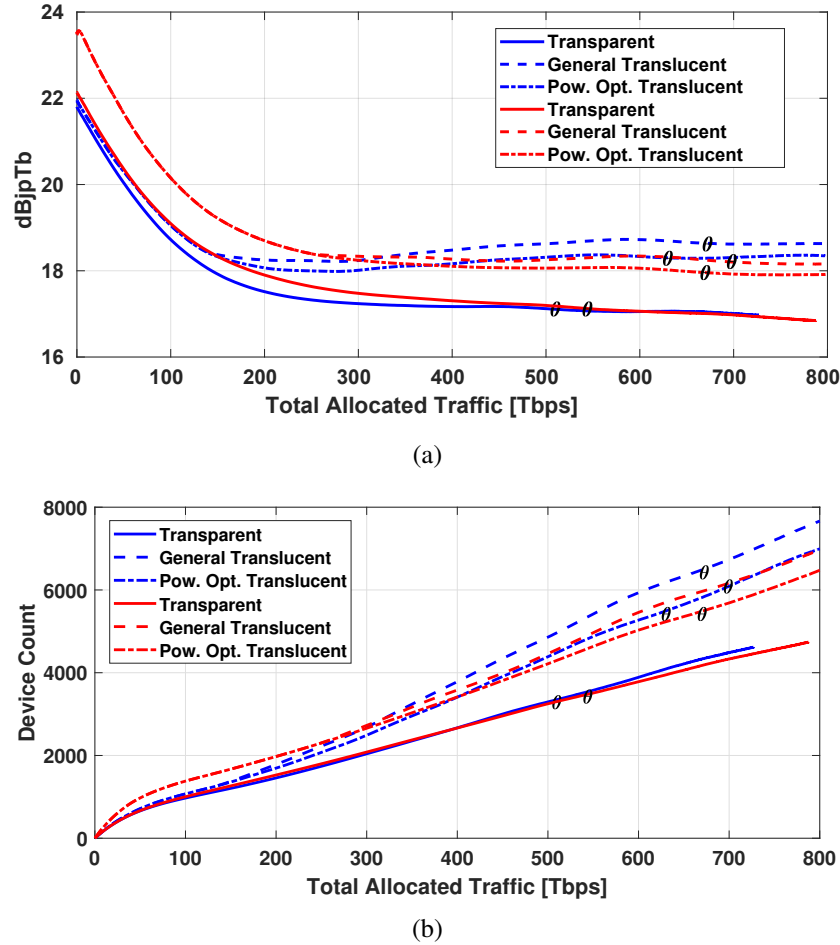 24
22
20
18
16
dBjpTb
Transparent
General Translucent
Pow. Opt. Translucent
Transparent
General Translucent
Pow. Opt. Translucent
θ θ θ θ
θ θ
0 100 200 300 400 500 600 700 800
Total Allocated Traffic [Tbps]
(a)
8000
6000
4000
2000
0
Device Count
Transparent
General Translucent
Pow. Opt. Translucent
Transparent
General Translucent
Pow. Opt. Translucent
θ θ
θ θ
θ θ
0 100 200 300 400 500 600 700 800
Total Allocated Traffic [Tbps]
(b)